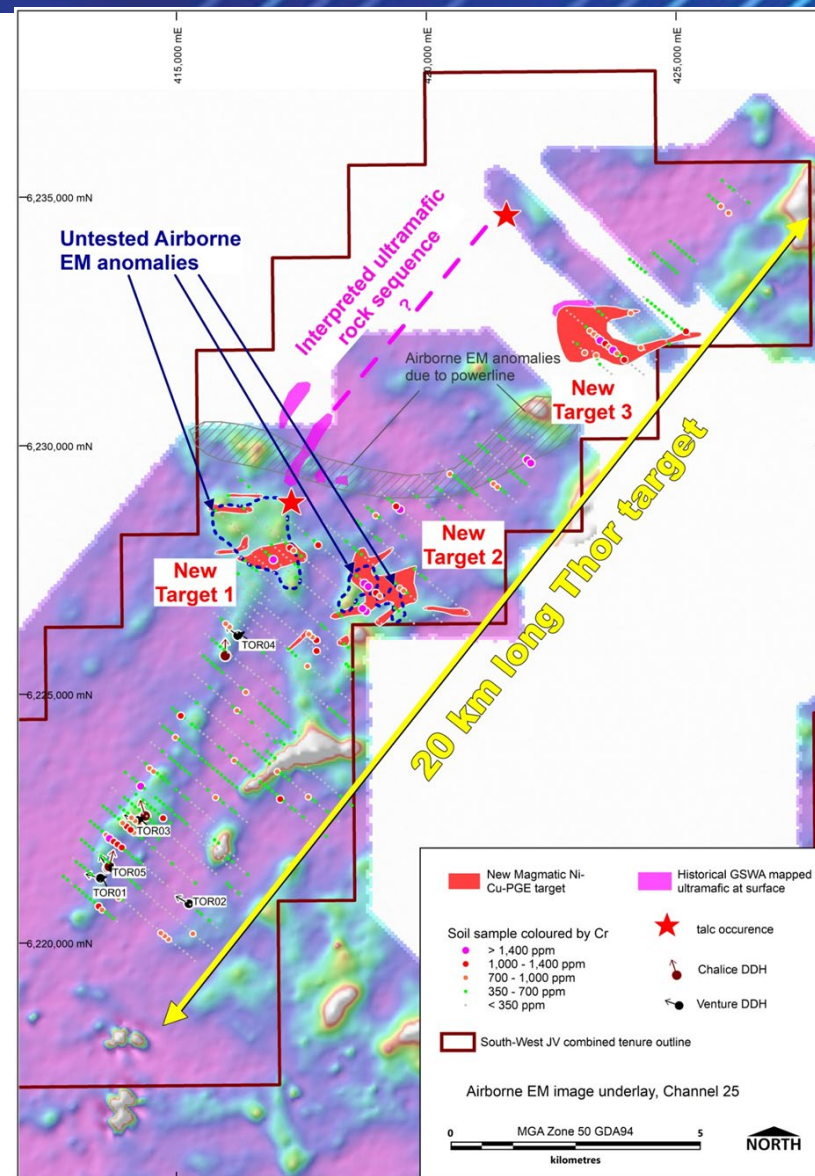 415,000 mE
420,000 mE
425,000 mE
6,235,000 mN
Untested Airborne
EM anomalies
Interpreted ultramafic
rock sequence
?
Airborne EM anomalies
due to powerline
6,230,000 mN
New
Target 3
New
Target 2
New
Target 1
TOR04
6,225,000 mN
20 km long Thor target
TOR03
TOR05
TOR01
TOR02
6,220,000 mN
New Magmatic Ni-
Cu-PGE target
Historical GSWA mapped
ultramafic at surface
Soil sample coloured by Cr
> 1,400 ppm
1,000 - 1,400 ppm
700 - 1,000 ppm
350 - 700 ppm
< 350 ppm
talc occurence
Chalice DDH
Venture DDH
South-West JV combined tenure outline
Airborne EM image underlay, Channel 25
MGA Zone 50 GDA94
0 5
kilometres
NORTH